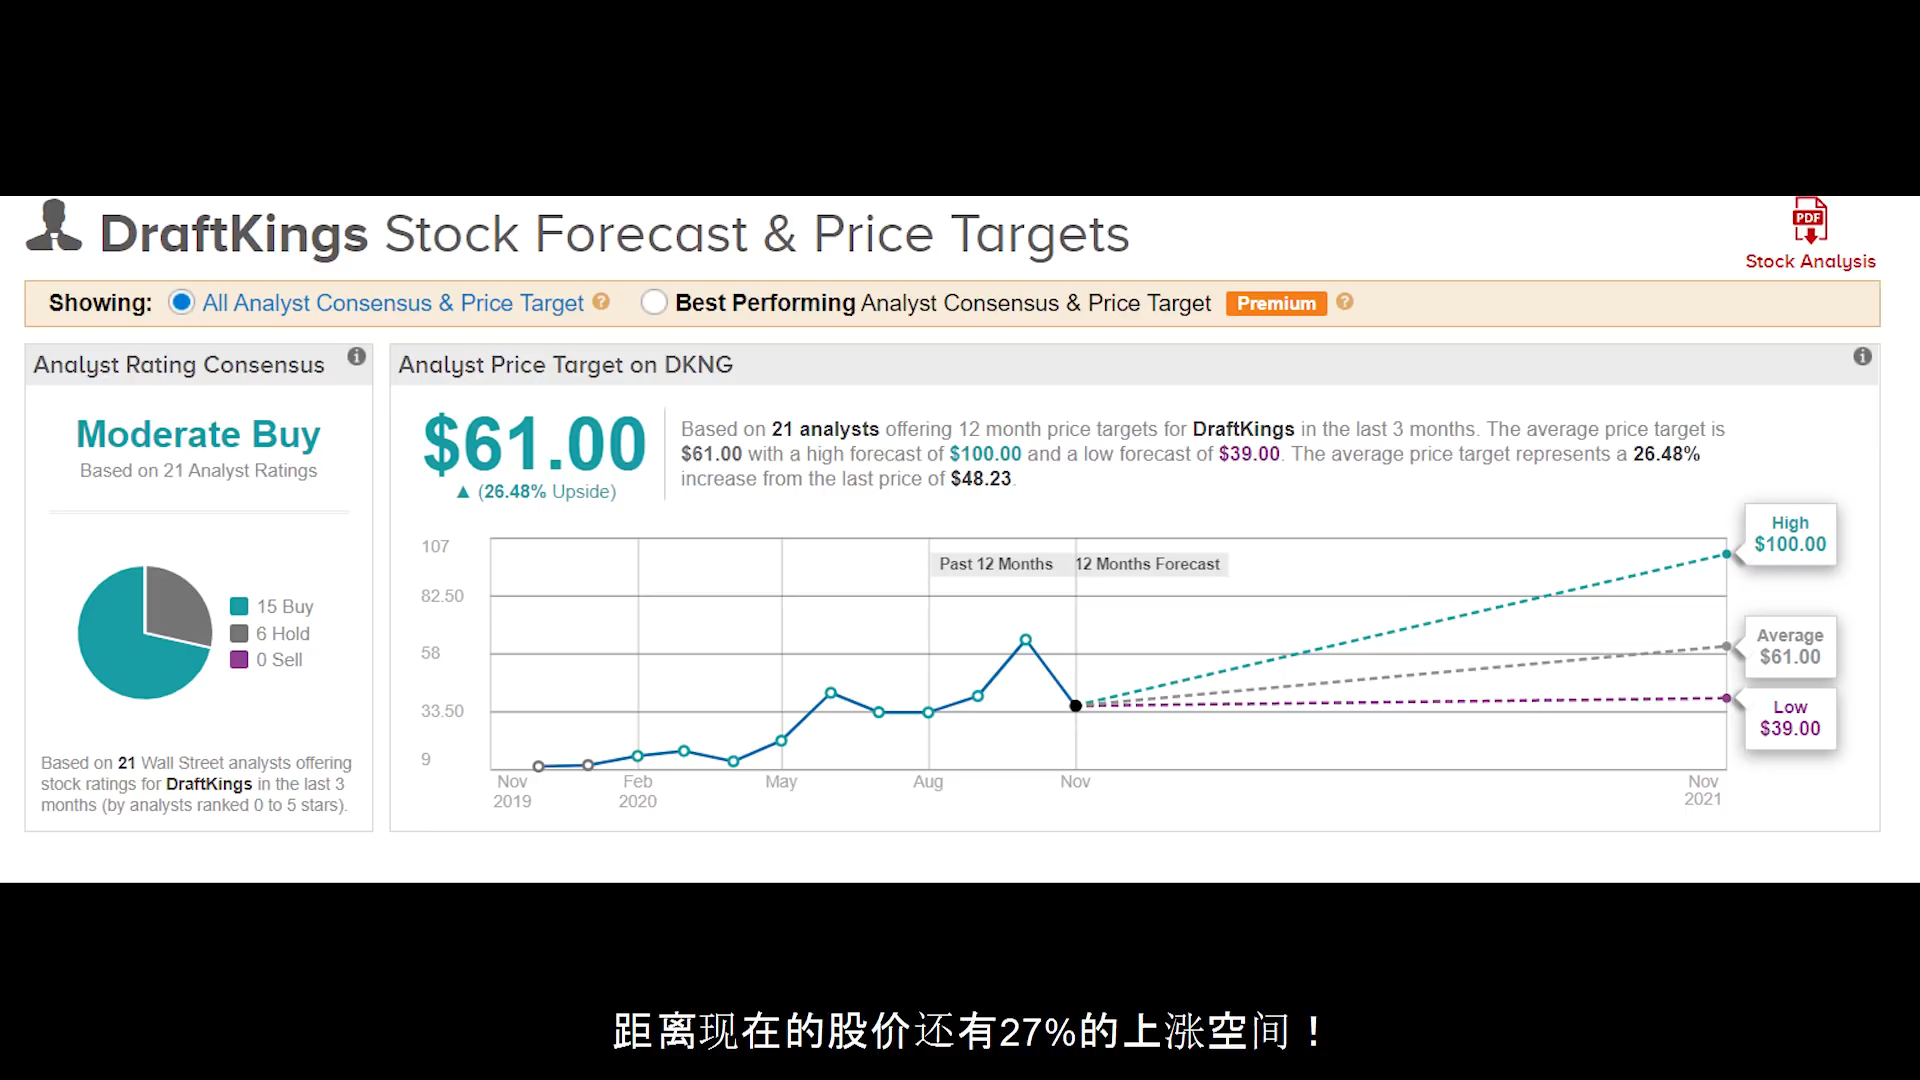 DraftKings Stock Forecast & Price Targets
PDF
Stock Analysis
Showing: All Analyst Consensus & Price Target ? Best Performing Analyst Consensus & Price Target Premium ?
Analyst Rating Consensus
Moderate Buy
Based on 21 Analyst Ratings
15 Buy
6 Hold
0 Sell
Based on 21 Wall Street analysts offering
stock ratings for DraftKings in the last 3
months (by analysts ranked 0 to 5 stars).
Analyst Price Target on DKNG
$61.00
▲ (26.48% Upside)
Based on 21 analysts offering 12 month price targets for DraftKings in the last 3 months. The average price target is
$61.00 with a high forecast of $100.00 and a low forecast of $39.00. The average price target represents a 26.48%
increase from the last price of $48.23.
107
82.50
58
33.50
9
Past 12 Months
12 Months Forecast
High
$100.00
Average
$61.00
Low
$39.00
Nov
2019
Feb
2020
May
Aug
Nov
Nov
2021
距离现在的股价还有27%的上涨空间！